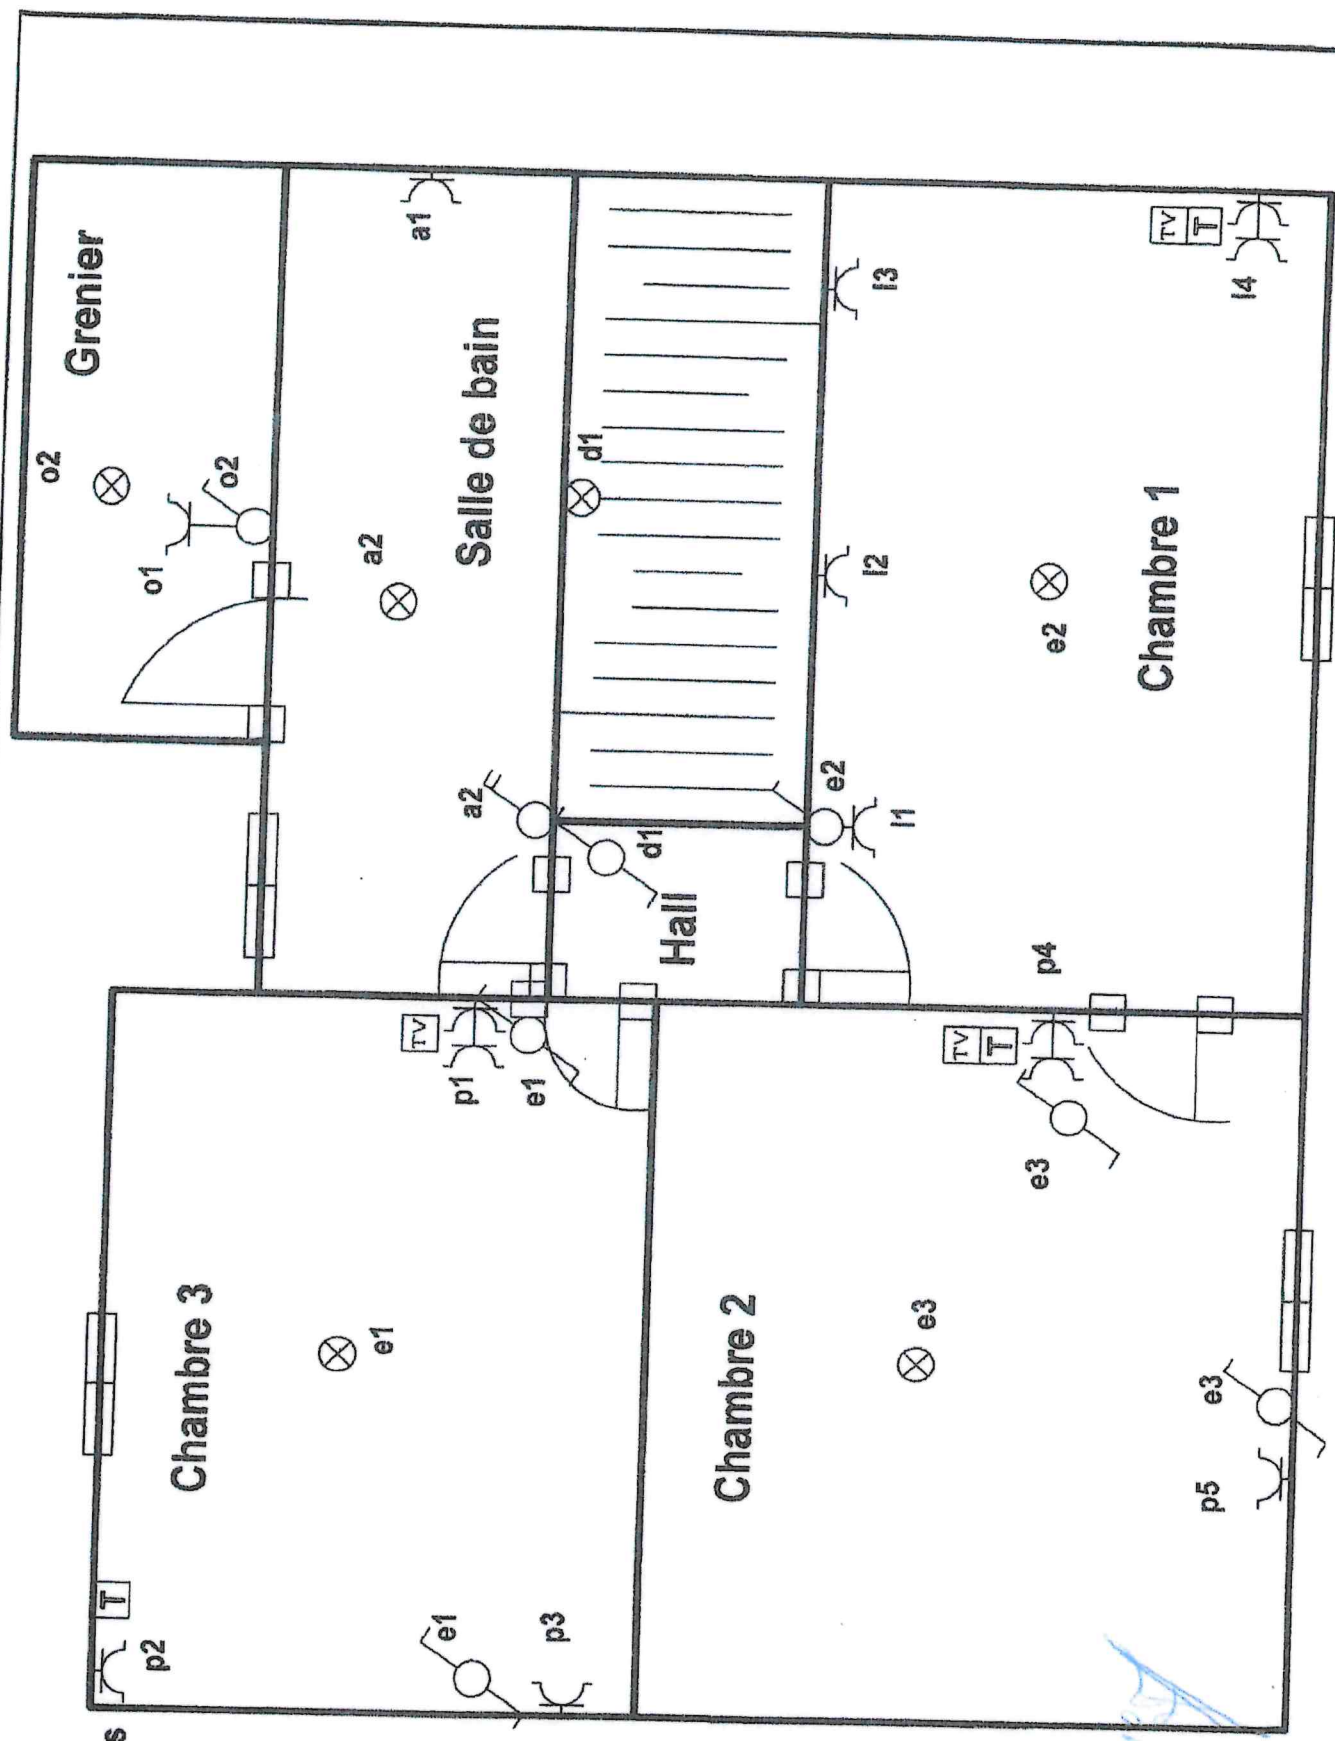 Grenier
o2
o1
o2
a1
Salle de bain
a2
d1
a2
d1
Hall
l3
l2
e2
l1
TV
T
l4
e2
Chambre 1
TV
p1
e1
p4
TV
T
e3
Chambre 3
e1
Chambre 2
e3
e3
p5
T
p2
e1
p3
s